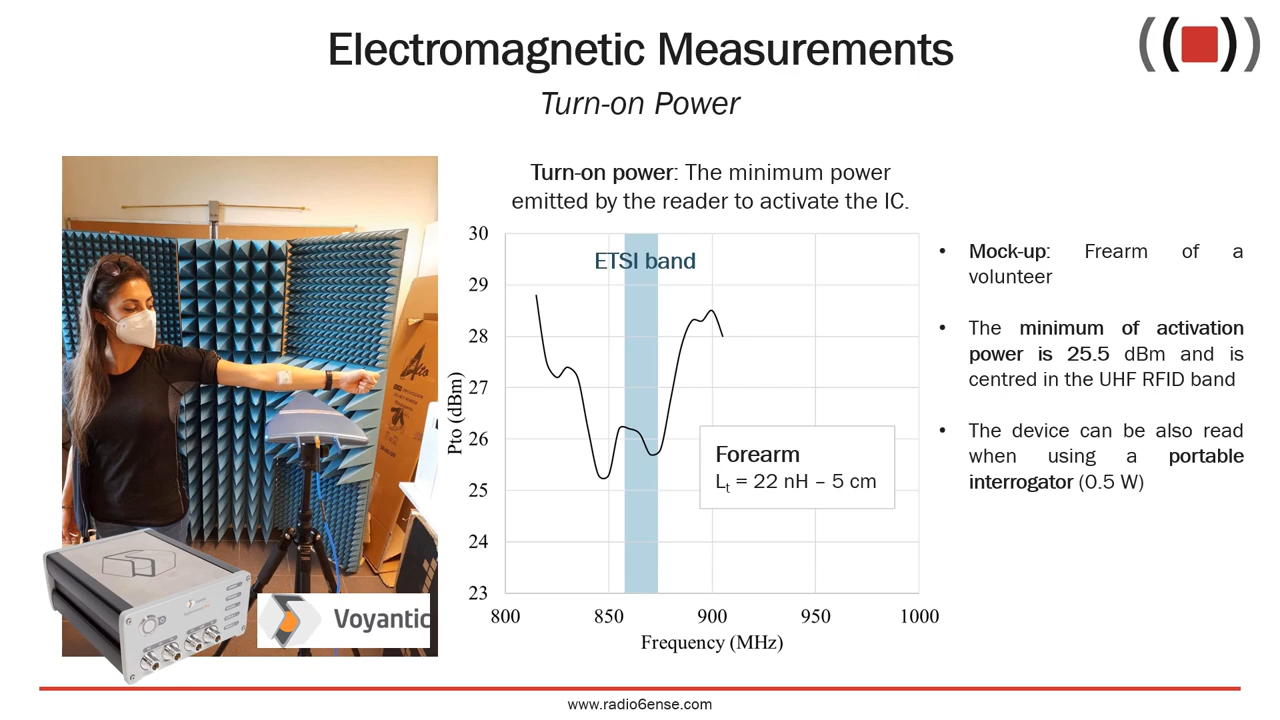 Electromagnetic Measurements
Turn-on Power
Turn-on power: The minimum power
emitted by the reader to activate the IC.
30
29
28
27
26
25
24
23
Pto (dBm)
ETSI band
Forearm
Lt = 22 nH – 5 cm
800
850
900
950
1000
Frequency (MHz)
• Mock-up: Frearm of a
volunteer
• The minimum of activation
power is 25.5 dBm and is
centred in the UHF RFID band
• The device can be also read
when using a portable
interrogator (0.5 W)
Voyantic
www.radio6ense.com